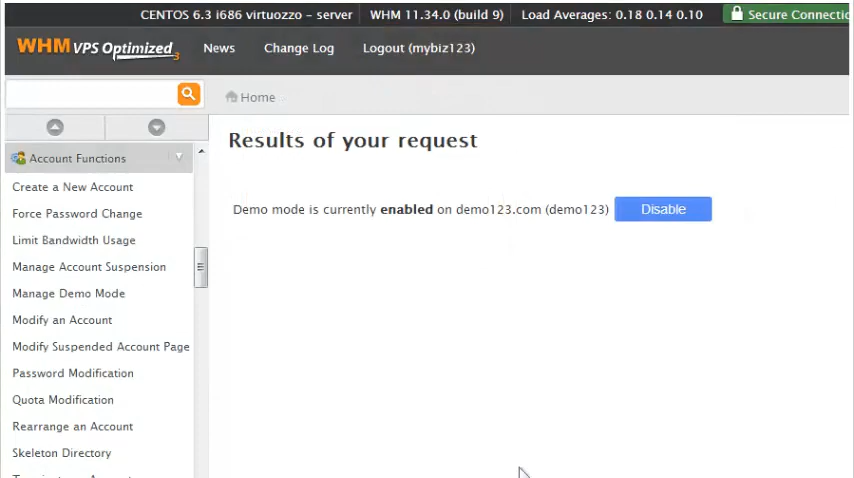 CENTOS 6.3 i686 virtuozzo – server WHM 11.34.0 (build 9) Load Averages: 0.18 0.14 0.10 Secure
WHM VPS Optimized 3 News Change Log Logout (mybiz123)
Home
Results of your request
Demo mode is currently enabled on demo123.com (demo123) Disable
Account Functions
Create a New Account
Force Password Change
Limit Bandwidth Usage
Manage Account Suspension
Manage Demo Mode
Modify an Account
Modify Suspended Account Page
Password Modification
Quota Modification
Rearrange an Account
Skeleton Directory